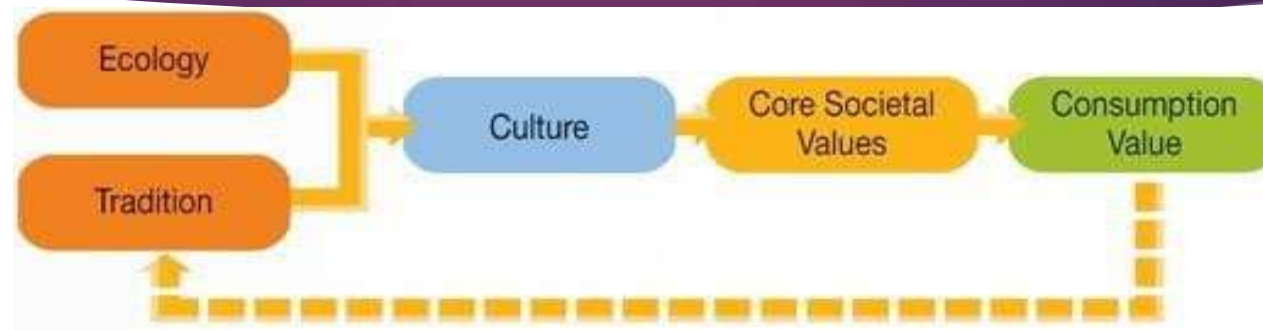 Ecology
Tradition
Culture
Core Societal
Values
Consumption
Value